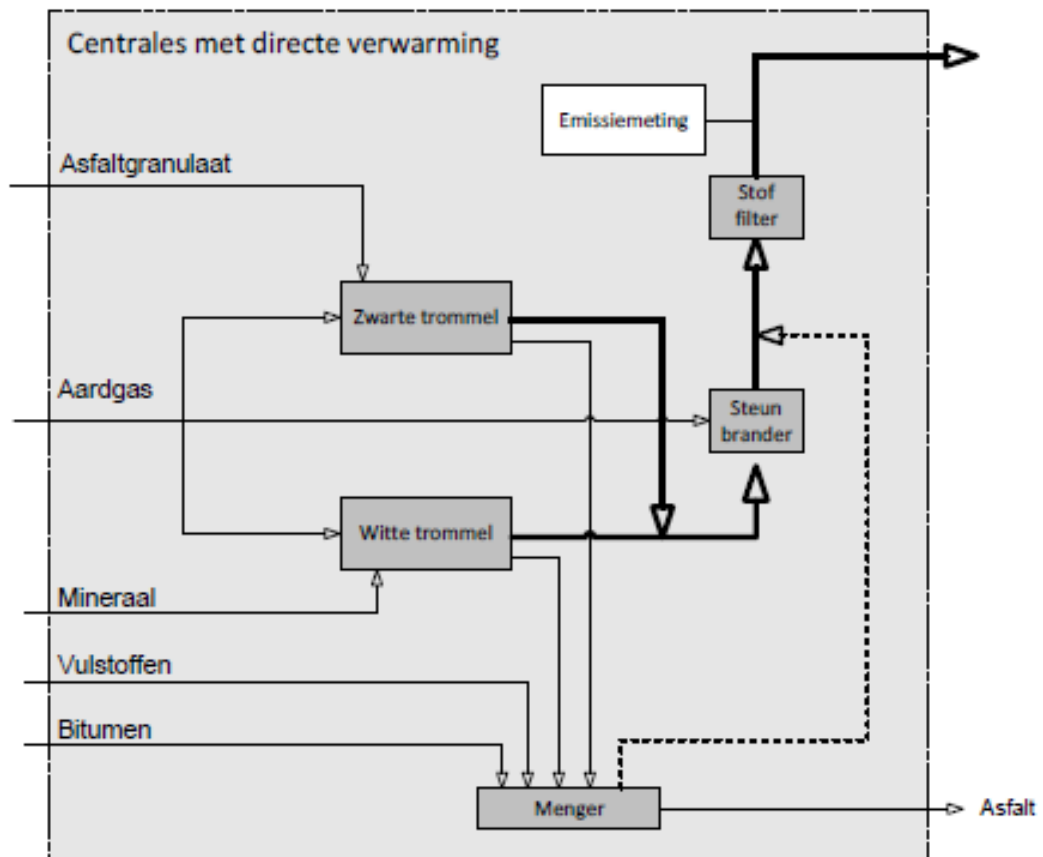 Centrales met directe verwarming
Emissiemeting
Asfaltgranulaat
Stof
filter
Zwarte trommel
Aardgas
Steun
brander
Witte trommel
Mineraal
Vulstoffen
Bitumen
Menger
Asfalt